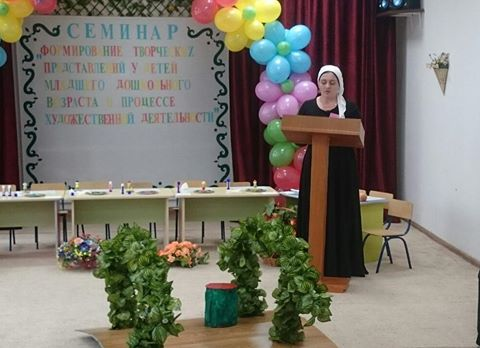 СЕМИНАР
"ФОРМИРОВАНИЕ ТВОРЧЕСКИХ
ПРЕДСТАВЛЕНИЙ У ДЕТЕЙ
МЛАДШЕГО ДОШКОЛЬНОГО
ВОЗРАСТА В ПРОЦЕССЕ
ХУДОЖЕСТВЕННОЙ ДЕЯТЕЛЬНОСТИ"